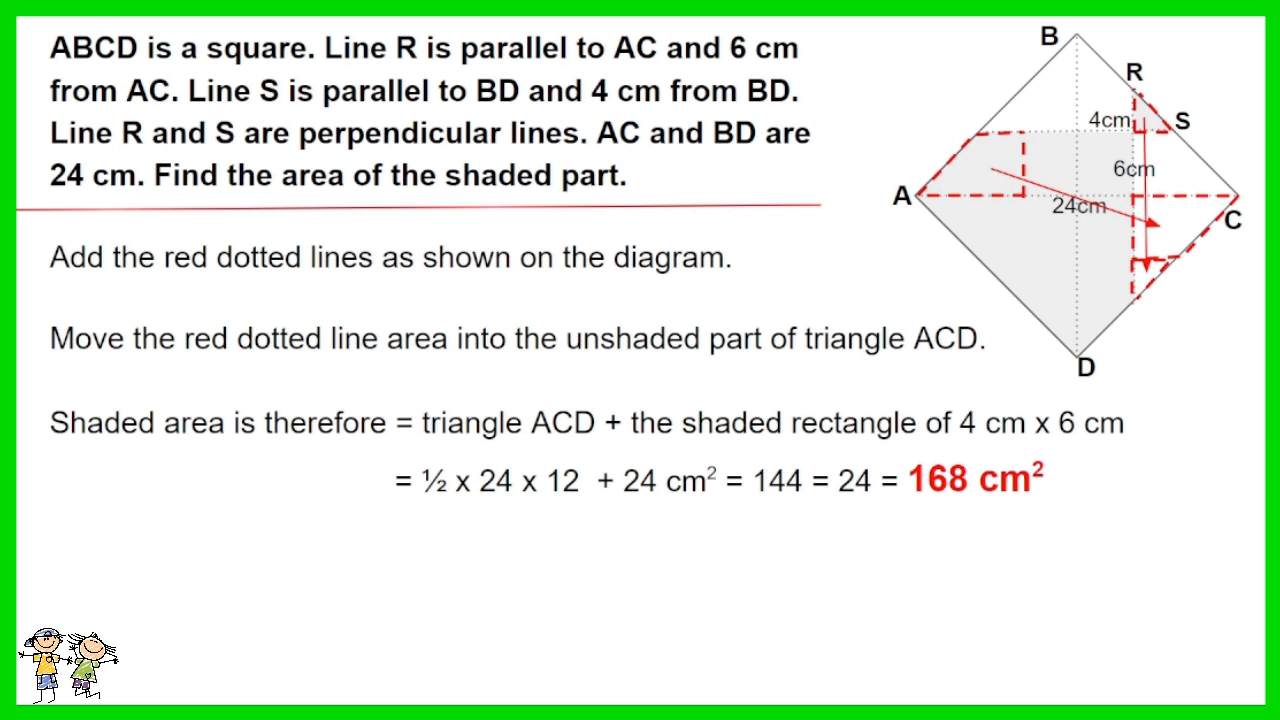 ABCD is a square. Line R is parallel to AC and 6 cm
from AC. Line S is parallel to BD and 4 cm from BD.
Line R and S are perpendicular lines. AC and BD are
24 cm. Find the area of the shaded part.
B
R
4cm
S
6cm
A
24cm
C
D
Add the red dotted lines as shown on the diagram.
Move the red dotted line area into the unshaded part of triangle ACD.
Shaded area is therefore = triangle ACD + the shaded rectangle of 4 cm x 6 cm
= ½ x 24 x 12 + 24 cm² = 144 = 24 = 168 cm²